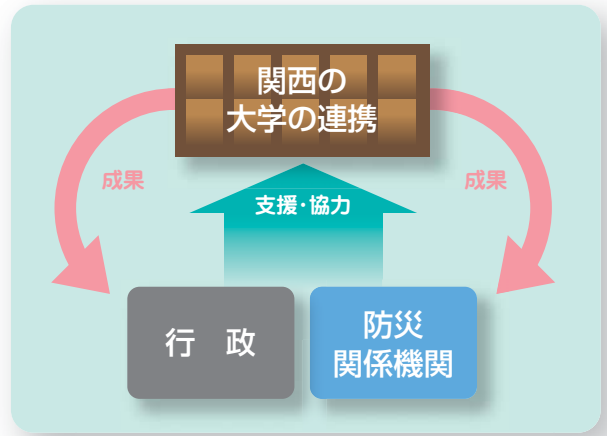 関西の
大学の連携
成果
成果
支援・協力
行　政
防災
関係機関